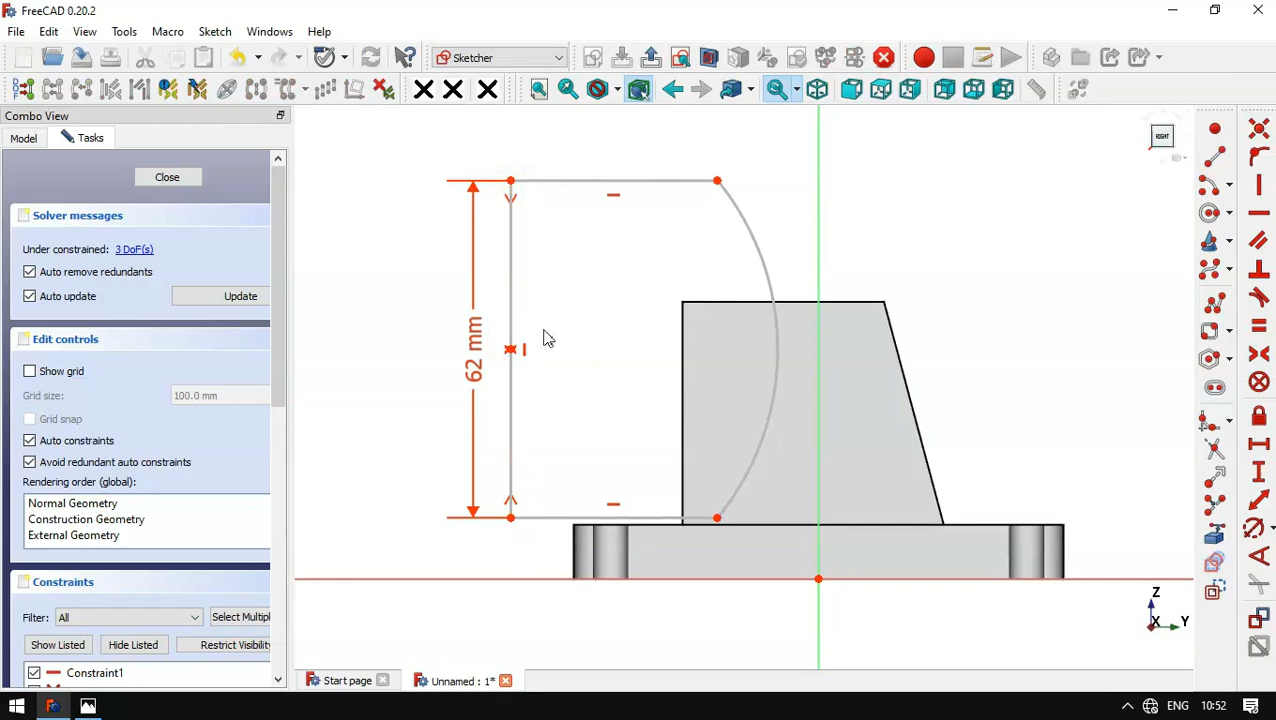 FreeCAD 0.20.2
File Edit View Tools Macro Sketch Windows Help
Sketcher
Combo View
Model Tasks
Close
Solver messages
Under constrained: 3 DoF(s)
Auto remove redundants
Auto update Update
Edit controls
Show grid
Grid size: 100.0 mm
Grid snap
Auto constraints
Avoid redundant auto constraints
Rendering order (global):
Normal Geometry
Construction Geometry
External Geometry
Constraints
Filter: All Select Multipl
Show Listed Hide Listed Restrict Visibility
Constraint1
62 mm
RIGHT
Z
X Y
Start page Unnamed : 1*
ENG 10:52